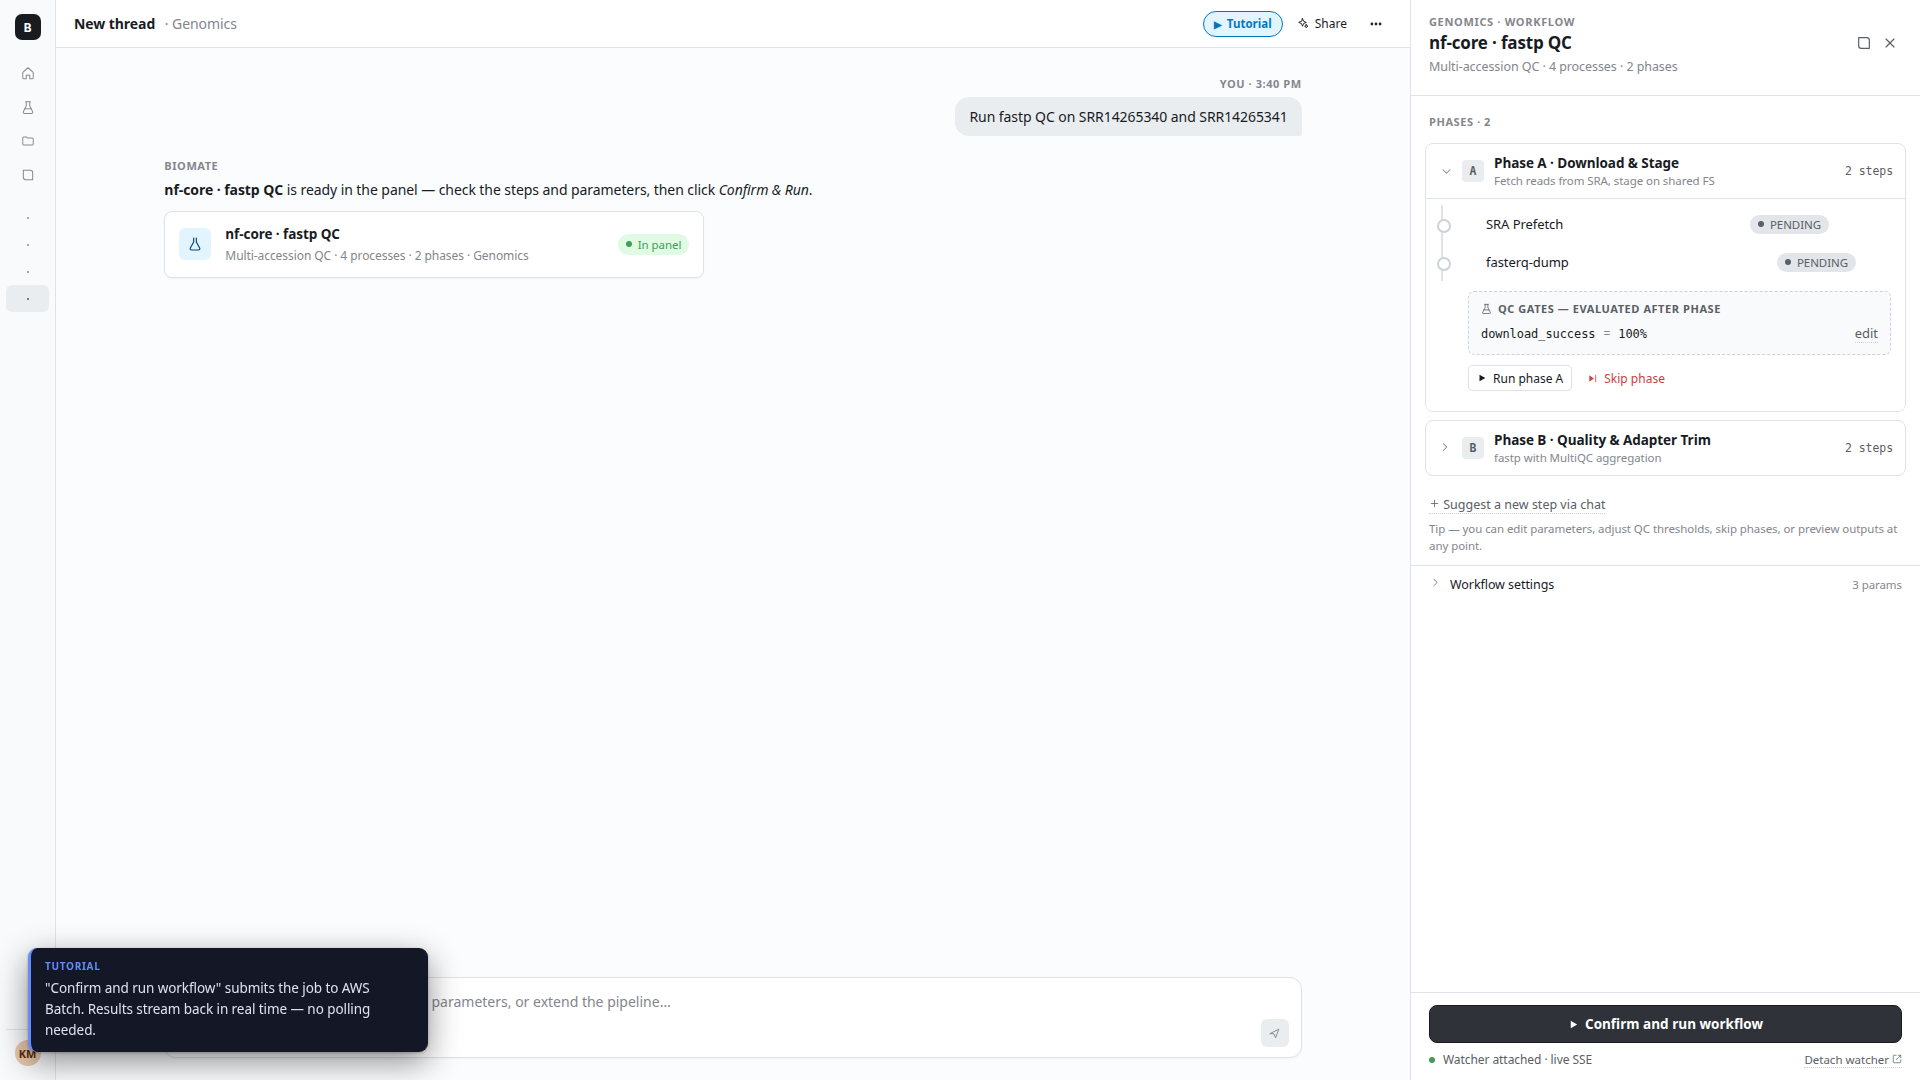 B
New thread · Genomics
▶ Tutorial
Share
YOU · 3:40 PM
Run fastp QC on SRR14265340 and SRR14265341
BIOMATE
nf-core · fastp QC is ready in the panel — check the steps and parameters, then click Confirm & Run.
nf-core · fastp QC
Multi-accession QC · 4 processes · 2 phases · Genomics
In panel
TUTORIAL
"Confirm and run workflow" submits the job to AWS
Batch. Results stream back in real time — no polling
needed.
parameters, or extend the pipeline...
KM
GENOMICS · WORKFLOW
nf-core · fastp QC
Multi-accession QC · 4 processes · 2 phases
PHASES · 2
A
Phase A · Download & Stage
Fetch reads from SRA, stage on shared FS
2 steps
SRA Prefetch
PENDING
fasterq-dump
PENDING
QC GATES — EVALUATED AFTER PHASE
download_success = 100%
edit
Run phase A
Skip phase
B
Phase B · Quality & Adapter Trim
fastp with MultiQC aggregation
2 steps
+ Suggest a new step via chat
Tip — you can edit parameters, adjust QC thresholds, skip phases, or preview outputs at
any point.
Workflow settings
3 params
Confirm and run workflow
Watcher attached · live SSE
Detach watcher